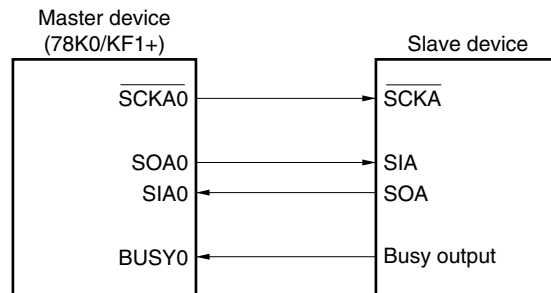 Master device
(78K0/KF1+)
Slave device
SCKA0
SCKA
SOA0
SIA
SIA0
SOA
BUSY0
Busy output